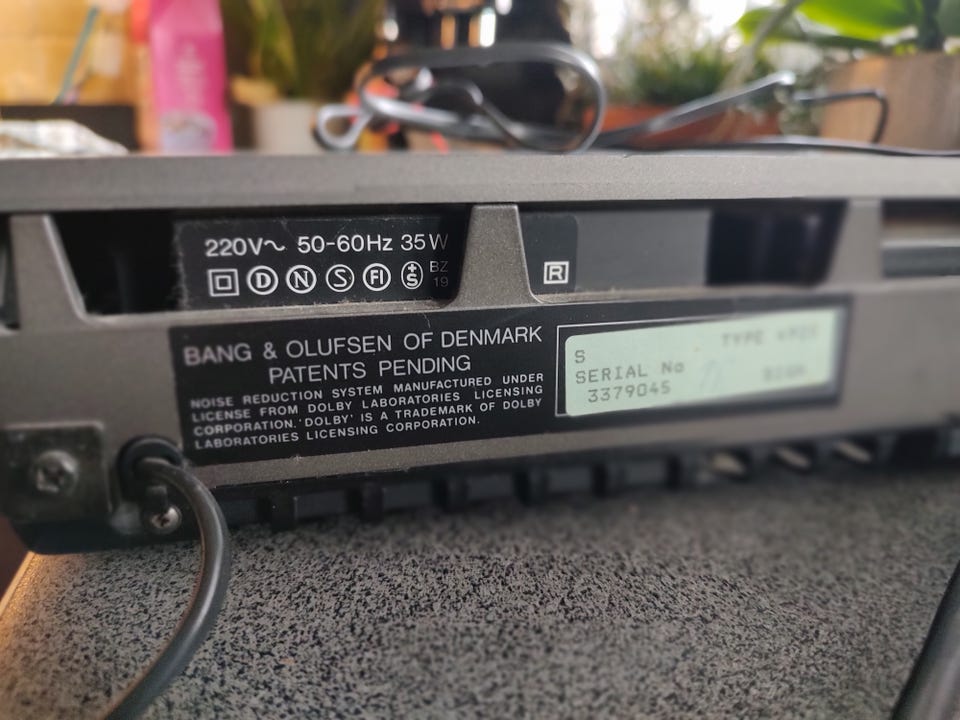 220V~ 50-60Hz 35W
D N S FI +S BZ 19
R
BANG & OLUFSEN OF DENMARK
PATENTS PENDING
NOISE REDUCTION SYSTEM MANUFACTURED UNDER
LICENSE FROM DOLBY LABORATORIES LICENSING
CORPORATION. 'DOLBY' IS A TRADEMARK OF DOLBY
LABORATORIES LICENSING CORPORATION.
S TYPE
SERIAL No
3379045